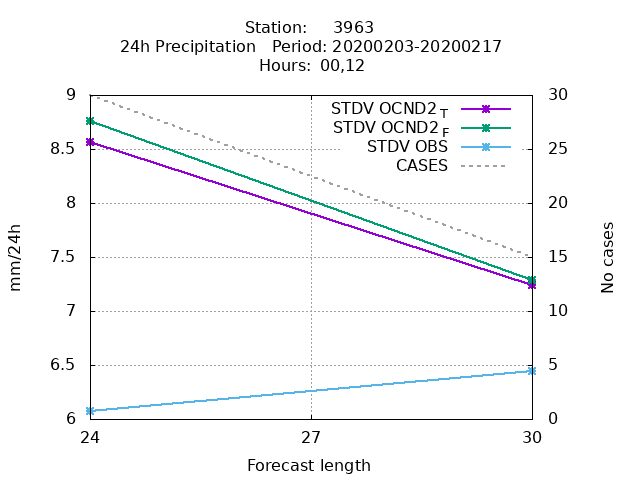 Station: 3963
24h Precipitation Period: 20200203-20200217
Hours: 00,12
9 30
STDV OCND2 T
STDV OCND2 F
8.5 STDV OBS 25
CASES
8 20
7.5 15
7 10
6.5 5
6 0
24 27 30
mm/24h
No cases
Forecast length